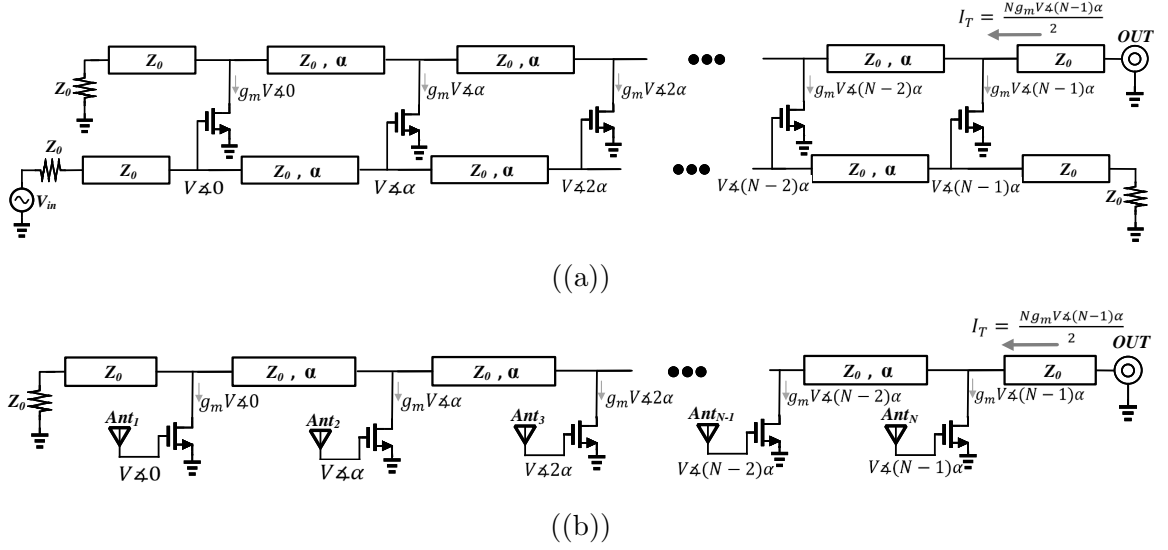 I_T = \frac{Ng_mV∡(N−1)α}{2}
OUT
Z_0 Z_0 , α Z_0 , α Z_0 , α Z_0
Z_0
g_mV∡0 g_mV∡α g_mV∡2α g_mV∡(N − 2)α g_mV∡(N − 1)α
Z_0
Z_0 Z_0 , α Z_0 , α Z_0 , α Z_0
V_in
V∡0 V∡α V∡2α V∡(N − 2)α V∡(N − 1)α
Z_0
((a))
I_T = \frac{Ng_mV∡(N−1)α}{2}
OUT
Z_0 Z_0 , α Z_0 , α Z_0 , α Z_0
Z_0
g_mV∡0 g_mV∡α g_mV∡2α g_mV∡(N − 2)α g_mV∡(N − 1)α
Ant_1 Ant_2 Ant_3 Ant_{N-1} Ant_N
V∡0 V∡α V∡2α V∡(N − 2)α V∡(N − 1)α
((b))